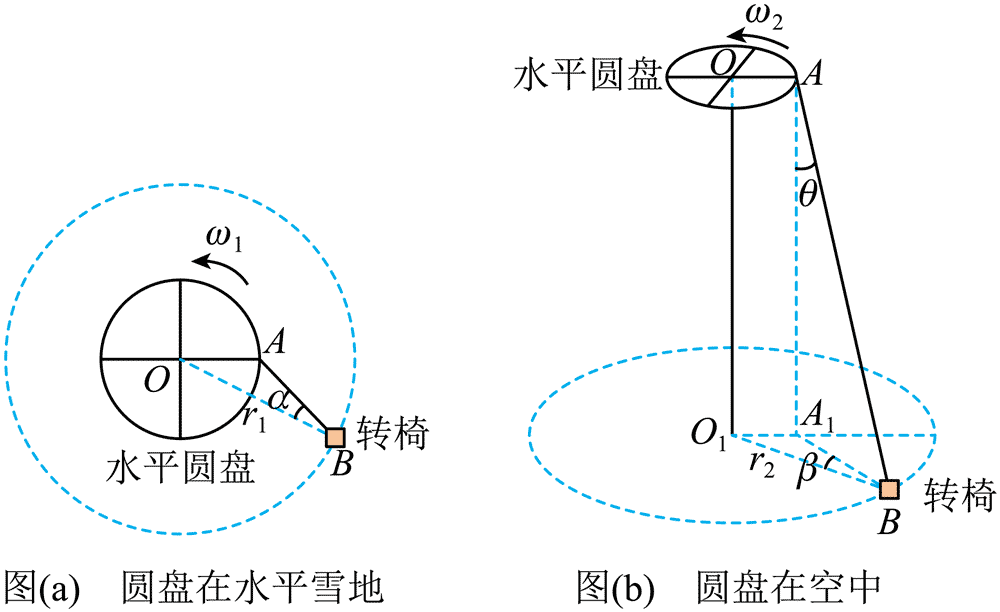 ω₁
A
O
α
r₁
转椅
B
水平圆盘
图(a) 圆盘在水平雪地
ω₂
水平圆盘
O
A
θ
O₁
A₁
r₂
β
转椅
B
图(b) 圆盘在空中